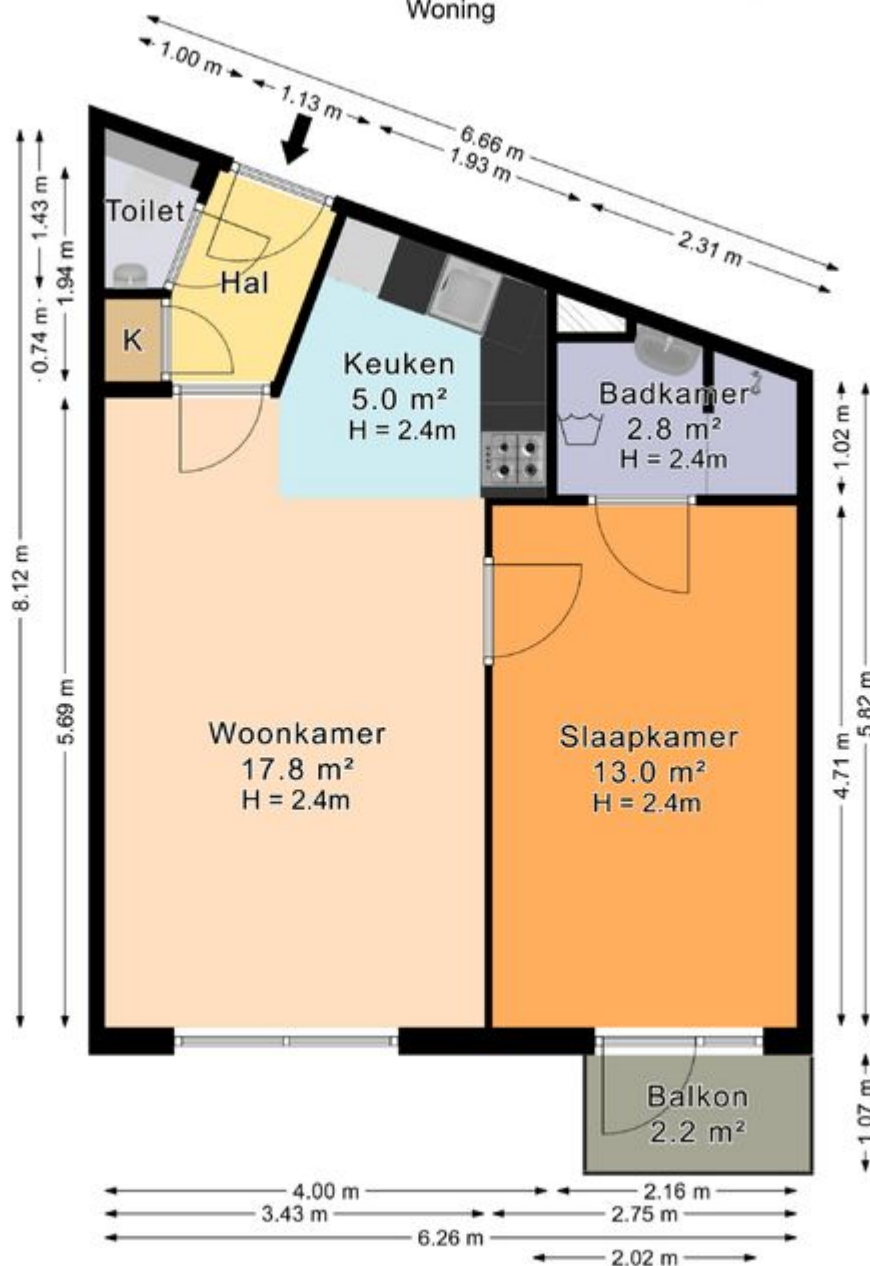 Woning
1.00 m
1.13 m
6.66 m
1.93 m
2.31 m
1.43 m
1.94 m
0.74 m
8.12 m
5.69 m
Toilet
Hal
K
Keuken
5.0 m²
H = 2.4m
Badkamer
2.8 m²
H = 2.4m
1.02 m
5.82 m
4.71 m
Woonkamer
17.8 m²
H = 2.4m
Slaapkamer
13.0 m²
H = 2.4m
Balkon
2.2 m²
1.07 m
4.00 m
2.16 m
3.43 m
2.75 m
6.26 m
2.02 m